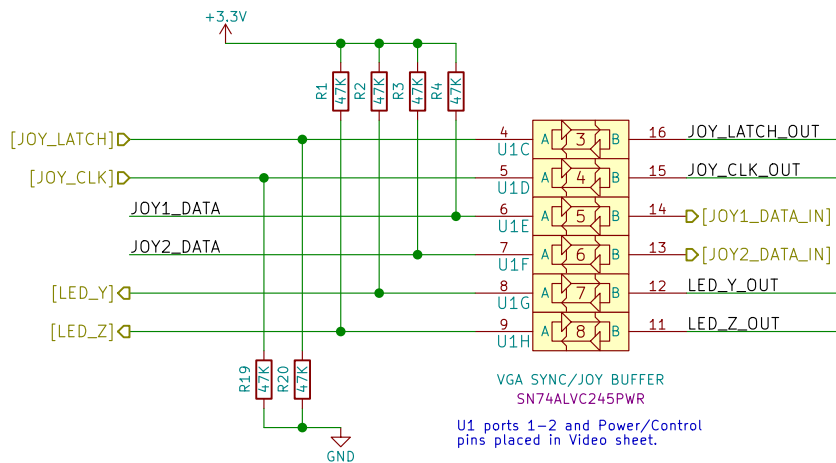 +3.3V
R1 47K R2 47K R3 47K R4 47K
[JOY_LATCH] 4 A 3 B 16 JOY_LATCH_OUT
U1C
[JOY_CLK] 5 A 4 B 15 JOY_CLK_OUT
U1D
JOY1_DATA 6 A 5 B 14 [JOY1_DATA_IN]
U1E
JOY2_DATA 7 A 6 B 13 [JOY2_DATA_IN]
U1F
[LED_Y] 8 A 7 B 12 LED_Y_OUT
U1G
[LED_Z] 9 A 8 B 11 LED_Z_OUT
U1H
R19 47K R20 47K
VGA SYNC/JOY BUFFER
SN74ALVC245PWR
U1 ports 1-2 and Power/Control
pins placed in Video sheet.
GND